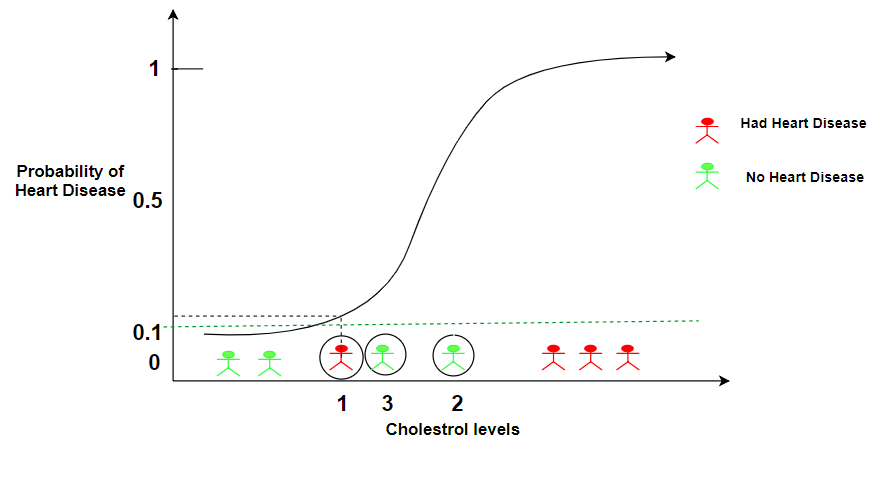 1
Probability of
Heart Disease
0.5
0.1
0
1
3
2
Cholestrol levels
Had Heart Disease
No Heart Disease